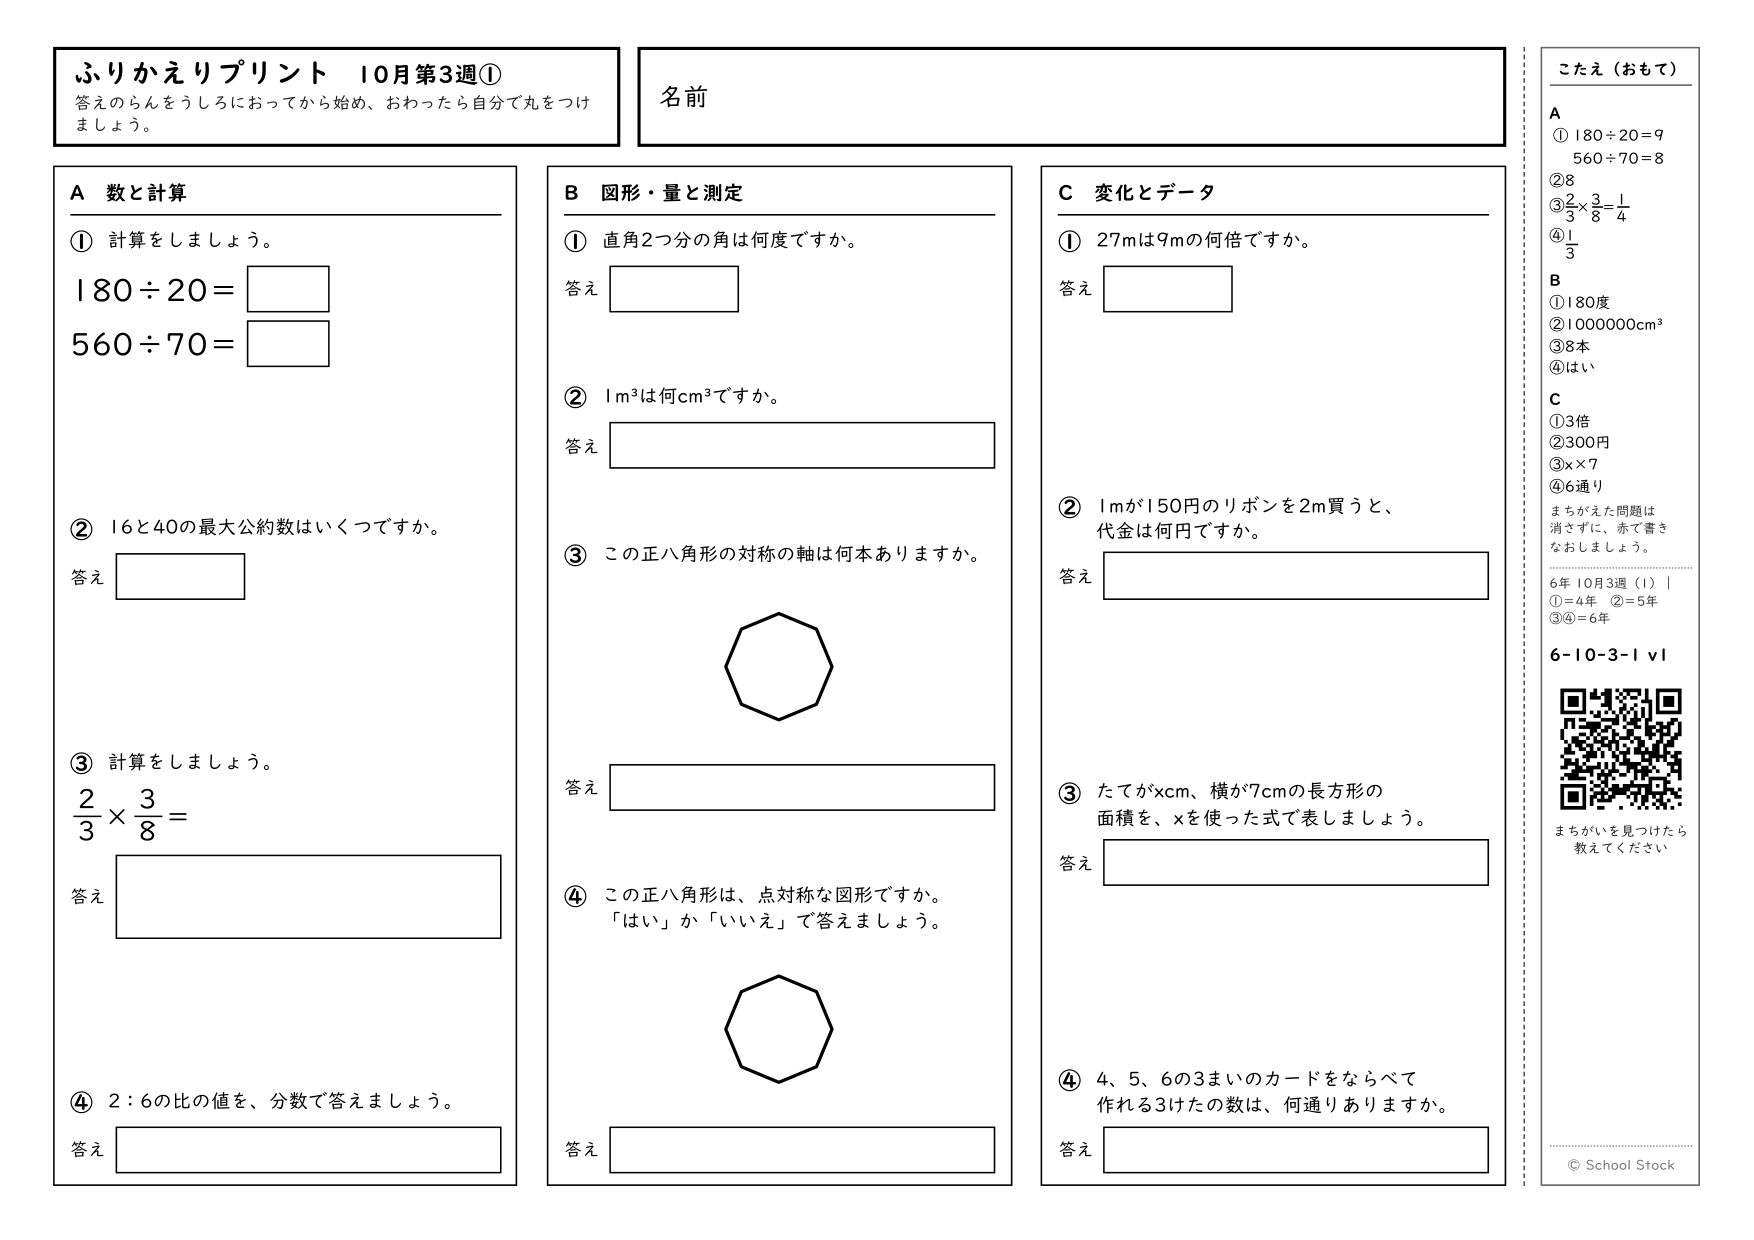 ふりかえりプリント　10月第3週①
答えのらんをうしろにおってから始め、おわったら自分で丸をつけ
ましょう。
名前
A　数と計算
① 計算をしましょう。
180÷20＝
560÷70＝
② 16と40の最大公約数はいくつですか。
答え
③ 計算をしましょう。
2/3×3/8＝
答え
④ 2：6の比の値を、分数で答えましょう。
答え
B　図形・量と測定
① 直角2つ分の角は何度ですか。
答え
② 1m³は何cm³ですか。
答え
③ この正八角形の対称の軸は何本ありますか。
答え
④ この正八角形は、点対称な図形ですか。
「はい」か「いいえ」で答えましょう。
答え
C　変化とデータ
① 27mは9mの何倍ですか。
答え
② 1mが150円のリボンを2m買うと、
代金は何円ですか。
答え
③ たてがxcm、横が7cmの長方形の
面積を、xを使った式で表しましょう。
答え
④ 4、5、6の3まいのカードをならべて
作れる3けたの数は、何通りありますか。
答え
こたえ（おもて）
A
① 180÷20＝9
560÷70＝8
②8
③2/3×3/8=1/4
④1/3
B
①180度
②1000000cm³
③8本
④はい
C
①3倍
②300円
③x×7
④6通り
まちがえた問題は
消さずに、赤で書き
なおしましょう。
6年 10月3週（1）｜
①＝4年　②＝5年
③④＝6年
6-10-3-1 v1
まちがいを見つけたら
教えてください
© School Stock